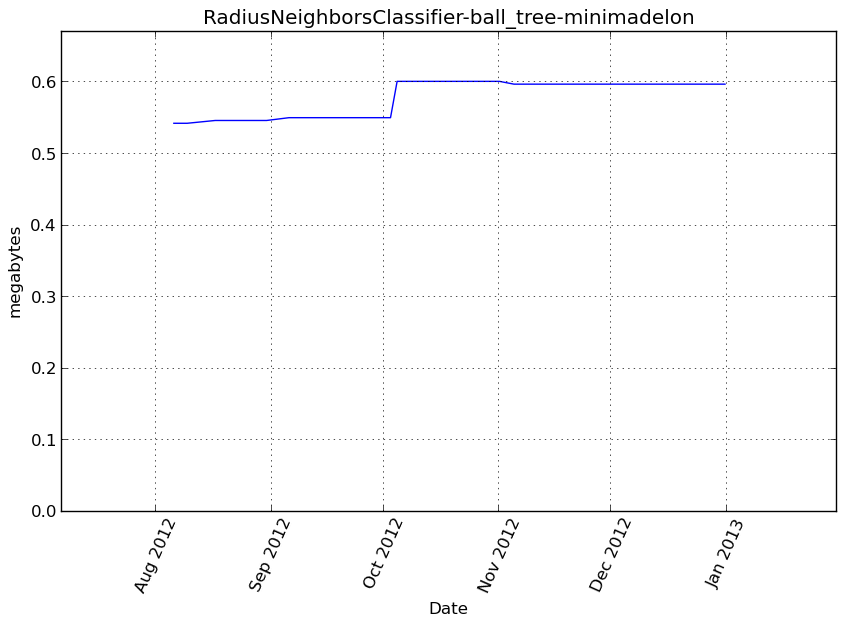 RadiusNeighborsClassifier-ball_tree-minimadelon
0.6
0.5
0.4
0.3
0.2
0.1
0.0
megabytes
Aug 2012
Sep 2012
Oct 2012
Nov 2012
Dec 2012
Jan 2013
Date